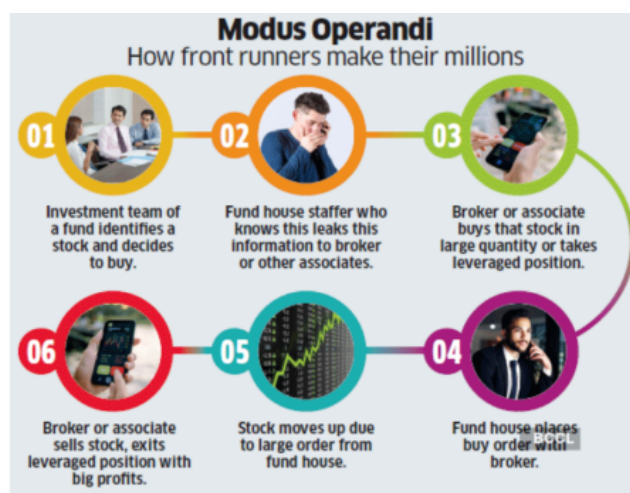 Modus Operandi
How front runners make their millions
01
Investment team of
a fund identifies a
stock and decides
to buy.
02
Fund house staffer who
knows this leaks this
information to broker
or other associates.
03
Broker or associate
buys that stock in
large quantity or takes
leveraged position.
04
Fund house places
buy order with
broker.
BCCL
05
Stock moves up due
to large order from
fund house.
06
Broker or associate
sells stock, exits
leveraged position with
big profits.